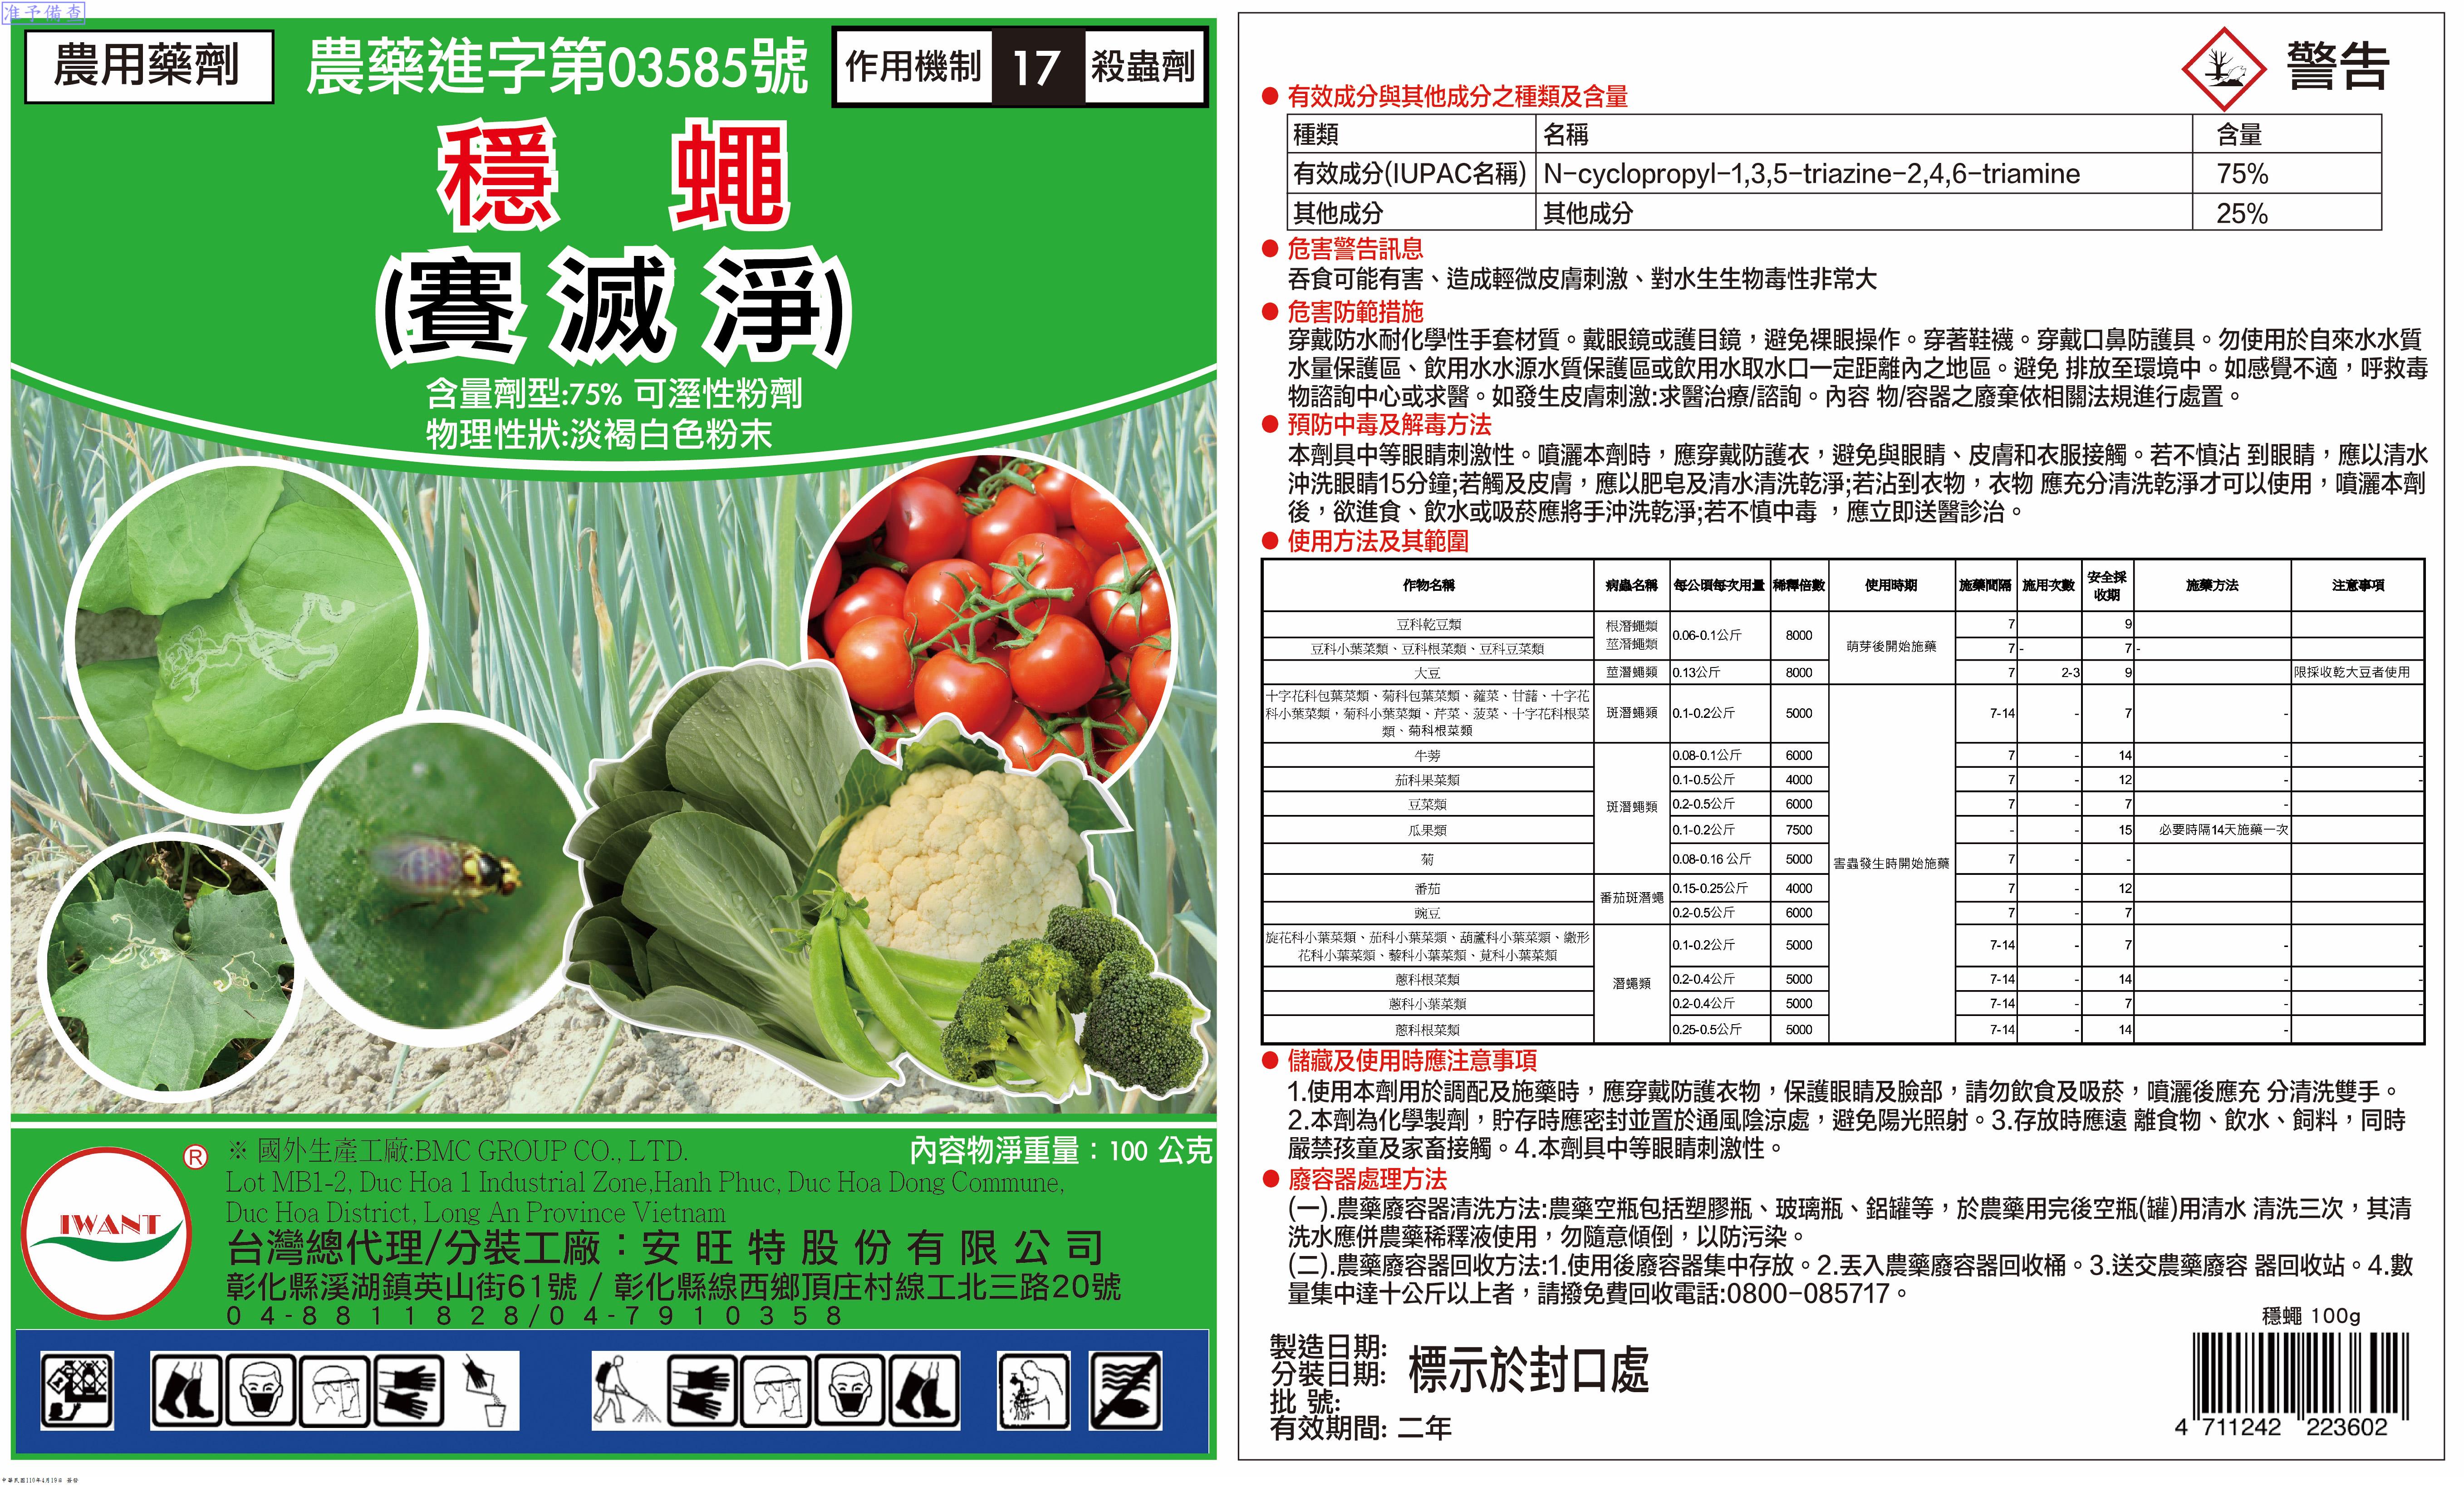 准予備查
農用藥劑
農藥進字第03585號
作用機制 17 殺蟲劑
穩 蠅
(賽滅淨)
含量劑型:75% 可溼性粉劑
物理性狀:淡褐白色粉末
IWANT
®
※ 國外生產工廠:BMC GROUP CO., LTD.
內容物淨重量：100 公克
Lot MB1-2, Duc Hoa 1 Industrial Zone,Hanh Phuc, Duc Hoa Dong Commune,
Duc Hoa District, Long An Province Vietnam
台灣總代理/分裝工廠：安旺特股份有限公司
彰化縣溪湖鎮英山街61號 / 彰化縣線西鄉頂庄村線工北三路20號
04-8811828/04-7910358
中華民國110年4月19日
警告
● 有效成分與其他成分之種類及含量
種類 名稱 含量
有效成分(IUPAC名稱) N-cyclopropyl-1,3,5-triazine-2,4,6-triamine 75%
其他成分 其他成分 25%
● 危害警告訊息
吞食可能有害、造成輕微皮膚刺激、對水生生物毒性非常大
● 危害防範措施
穿戴防水耐化學性手套材質。戴眼鏡或護目鏡，避免裸眼操作。穿著鞋襪。穿戴口鼻防護具。勿使用於自來水水質
水量保護區、飲用水水源水質保護區或飲用水取水口一定距離內之地區。避免 排放至環境中。如感覺不適，呼救毒
物諮詢中心或求醫。如發生皮膚刺激:求醫治療/諮詢。內容 物/容器之廢棄依相關法規進行處置。
● 預防中毒及解毒方法
本劑具中等眼睛刺激性。噴灑本劑時，應穿戴防護衣，避免與眼睛、皮膚和衣服接觸。若不慎沾 到眼睛，應以清水
沖洗眼睛15分鐘;若觸及皮膚，應以肥皂及清水清洗乾淨;若沾到衣物，衣物 應充分清洗乾淨才可以使用，噴灑本劑
後，欲進食、飲水或吸菸應將手沖洗乾淨;若不慎中毒 ，應立即送醫診治。
● 使用方法及其範圍
作物名稱 病蟲名稱 每公頃每次用量 稀釋倍數 使用時期 施藥間隔 施用次數 安全採收期 施藥方法 注意事項
豆科乾豆類 根潛蠅類 莖潛蠅類 0.06-0.1公斤 8000 萌芽後開始施藥 7 9
豆科小葉菜類、豆科根菜類、豆科豆菜類 7 - 7 -
大豆 莖潛蠅類 0.13公斤 8000 7 2-3 9 限採收乾大豆者使用
十字花科包葉菜類、菊科包葉菜類、蕹菜、甘藷、十字花
科小葉菜類，菊科小葉菜類、芹菜、菠菜、十字花科根菜
類、菊科根菜類 斑潛蠅類 0.1-0.2公斤 5000 害蟲發生時開始施藥 7-14 - 7 -
牛蒡 斑潛蠅類 0.08-0.1公斤 6000 7 - 14 - -
茄科果菜類 0.1-0.5公斤 4000 7 - 12 - -
豆菜類 0.2-0.5公斤 6000 7 - 7 -
瓜果類 0.1-0.2公斤 7500 - - 15 必要時隔14天施藥一次
菊 0.08-0.16 公斤 5000 7 - -
番茄 番茄斑潛蠅 0.15-0.25公斤 4000 7 - 12
豌豆 0.2-0.5公斤 6000 7 - 7
旋花科小葉菜類、茄科小葉菜類、葫蘆科小葉菜類、繖形
花科小葉菜類、藜科小葉菜類、莧科小葉菜類 潛蠅類 0.1-0.2公斤 5000 7-14 - 7 - -
蔥科根菜類 0.2-0.4公斤 5000 7-14 - 14 - -
蔥科小葉菜類 0.2-0.4公斤 5000 7-14 - 7 - -
蔥科根菜類 0.25-0.5公斤 5000 7-14 - 14 -
● 儲藏及使用時應注意事項
1.使用本劑用於調配及施藥時，應穿戴防護衣物，保護眼睛及臉部，請勿飲食及吸菸，噴灑後應充 分清洗雙手。
2.本劑為化學製劑，貯存時應密封並置於通風陰涼處，避免陽光照射。3.存放時應遠 離食物、飲水、飼料，同時
嚴禁孩童及家畜接觸。4.本劑具中等眼睛刺激性。
● 廢容器處理方法
(一).農藥廢容器清洗方法:農藥空瓶包括塑膠瓶、玻璃瓶、鋁罐等，於農藥用完後空瓶(罐)用清水 清洗三次，其清
洗水應併農藥稀釋液使用，勿隨意傾倒，以防污染。
(二).農藥廢容器回收方法:1.使用後廢容器集中存放。2.丟入農藥廢容器回收桶。3.送交農藥廢容 器回收站。4.數
量集中達十公斤以上者，請撥免費回收電話:0800-085717。
穩蠅 100g
製造日期:
分裝日期:
標示於封口處
批 號:
有效期間: 二年
4 711242 223602